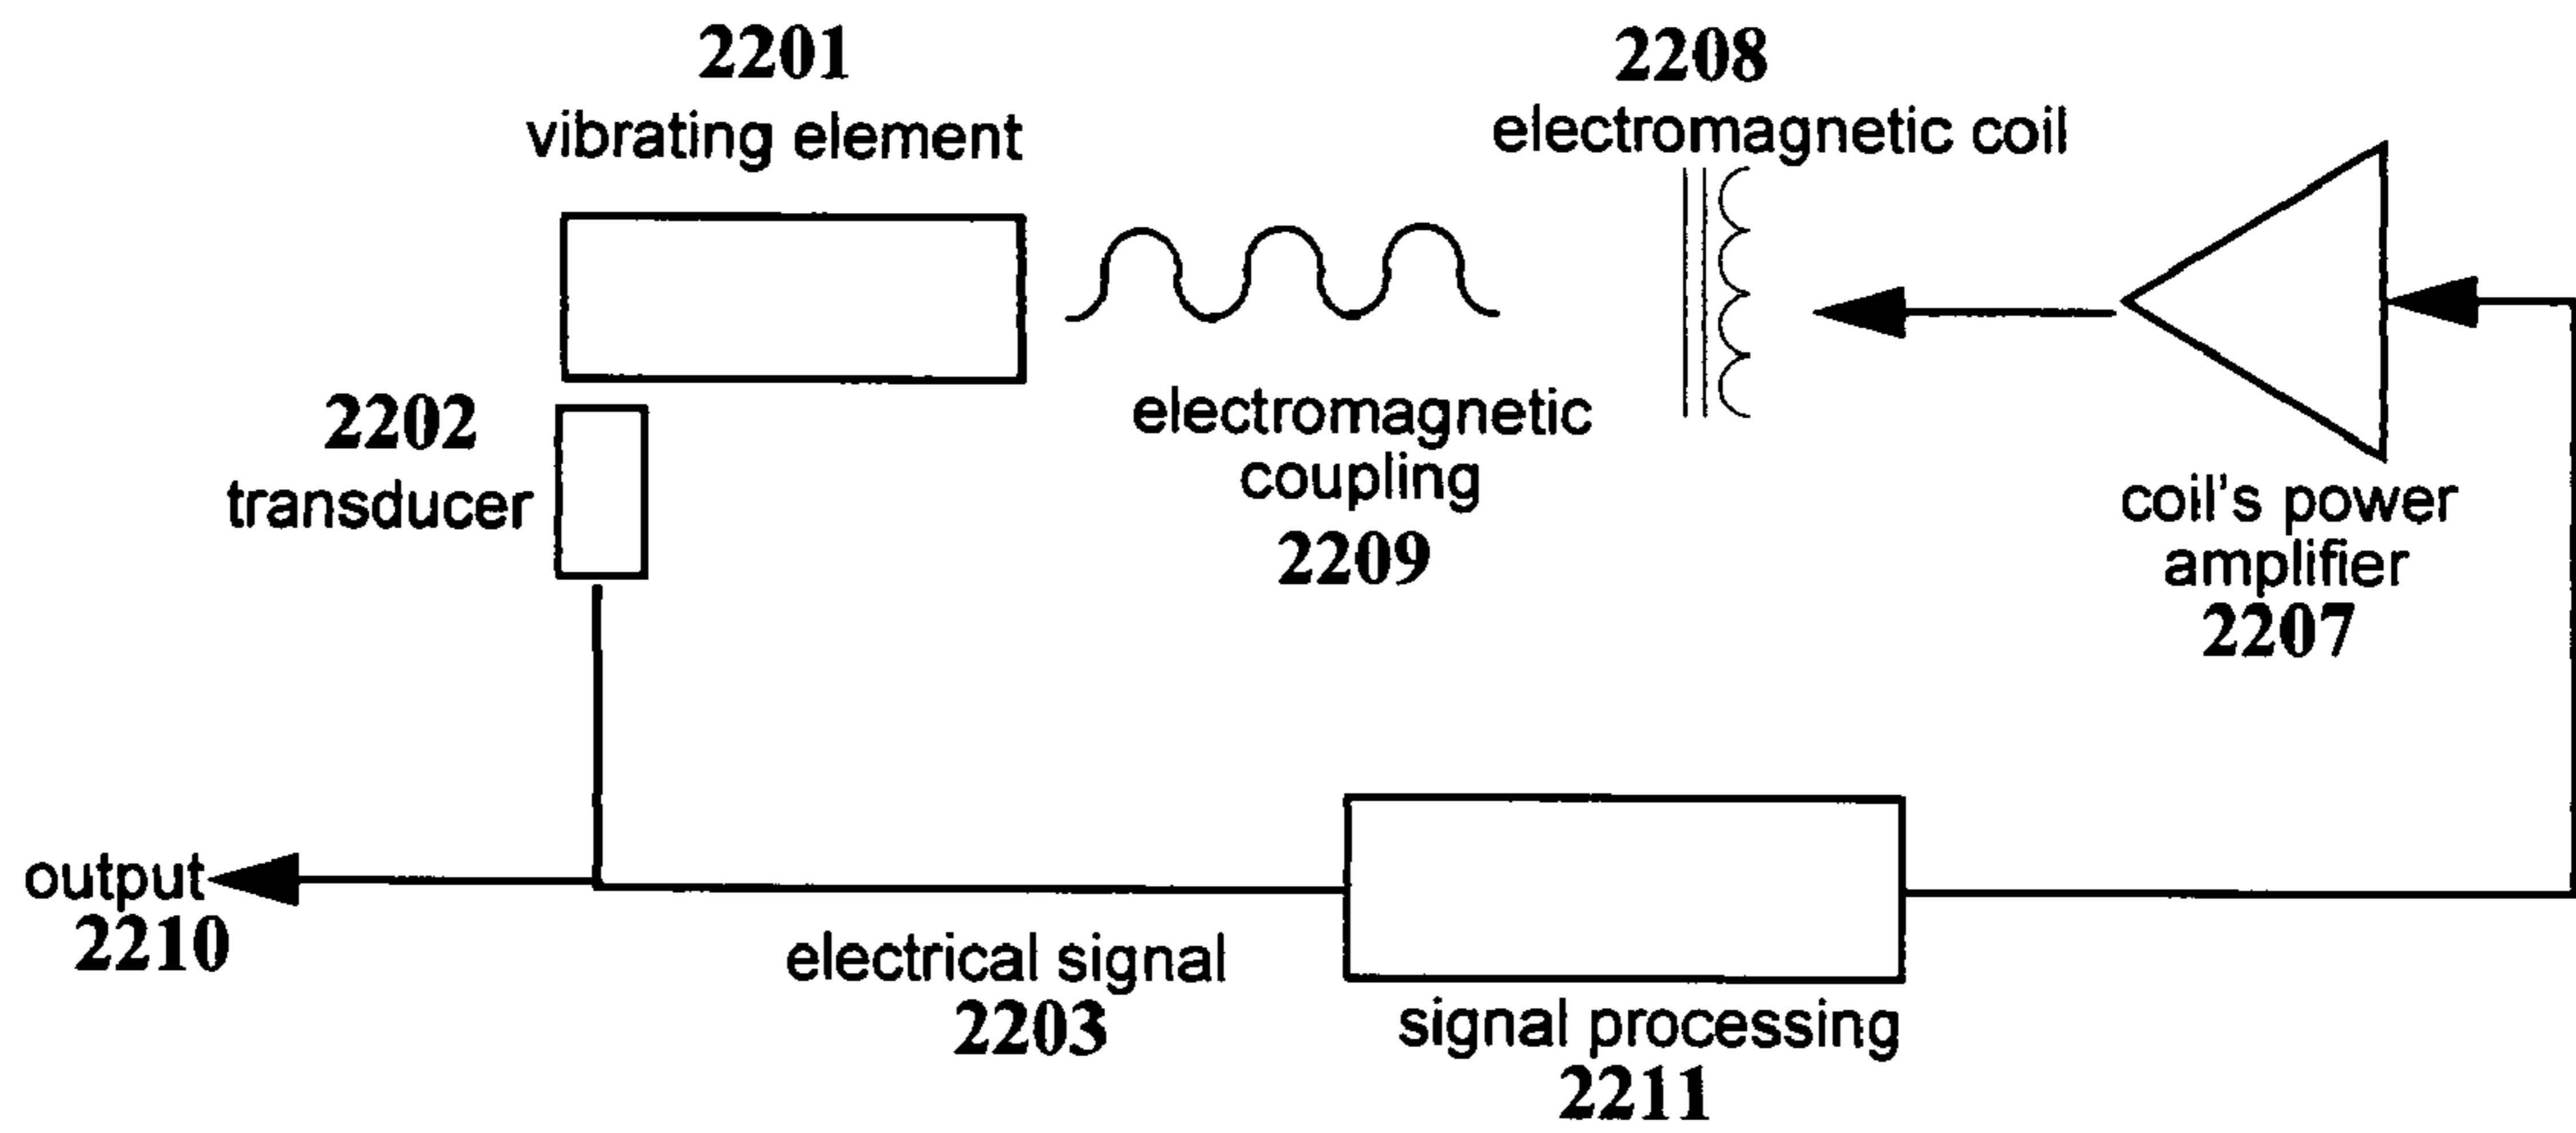 2201
vibrating element
2208
electromagnetic coil
2202
transducer
electromagnetic
coupling
2209
coil's power
amplifier
2207
output
2210
electrical signal
2203
signal processing
2211